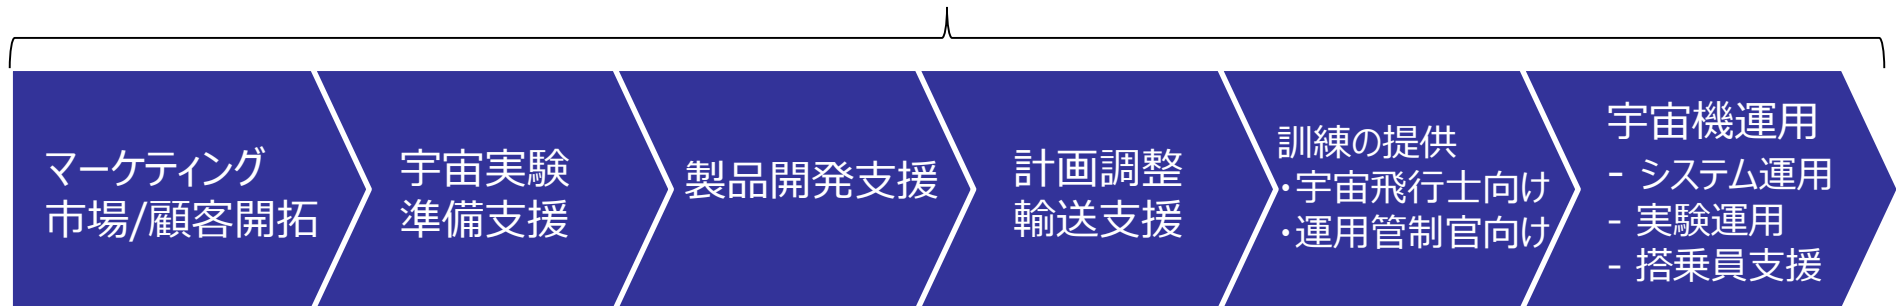 マーケティング
市場/顧客開拓
宇宙実験
準備支援
製品開発支援
計画調整
輸送支援
訓練の提供
・宇宙飛行士向け
・運用管制官向け
宇宙機運用
- システム運用
- 実験運用
- 搭乗員支援